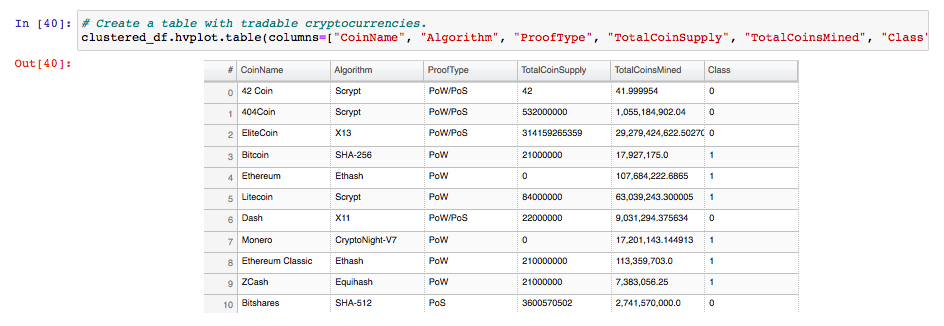 In [40]: # Create a table with tradable cryptocurrencies.
clustered_df.hvplot.table(columns=["CoinName", "Algorithm", "ProofType", "TotalCoinSupply", "TotalCoinsMined", "Class"
Out[40]:
# CoinName Algorithm ProofType TotalCoinSupply TotalCoinsMined Class
0 42 Coin Scrypt PoW/PoS 42 41.999954 0
1 404Coin Scrypt PoW/PoS 532000000 1,055,184,902.04 0
2 EliteCoin X13 PoW/PoS 314159265359 29,279,424,622.5027 0
3 Bitcoin SHA-256 PoW 21000000 17,927,175.0 1
4 Ethereum Ethash PoW 0 107,684,222.6865 1
5 Litecoin Scrypt PoW 84000000 63,039,243.300005 1
6 Dash X11 PoW/PoS 22000000 9,031,294.375634 0
7 Monero CryptoNight-V7 PoW 0 17,201,143.144913 1
8 Ethereum Classic Ethash PoW 210000000 113,359,703.0 1
9 ZCash Equihash PoW 21000000 7,383,056.25 1
10 Bitshares SHA-512 PoS 3600570502 2,741,570,000.0 0